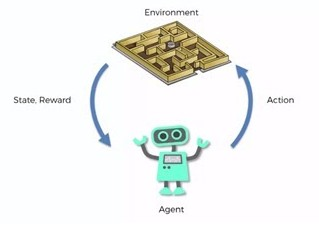 Environment
State, Reward
Action
Agent